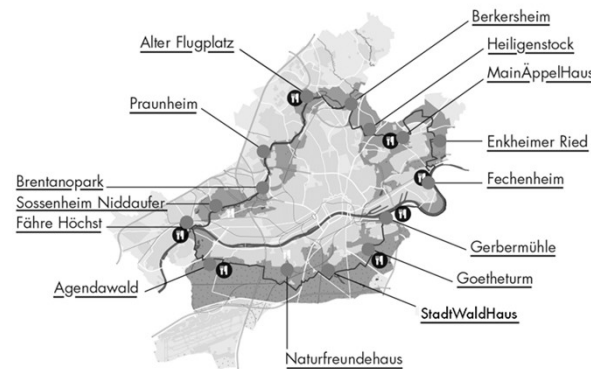 Berkersheim
Alter Flugplatz
Heiligenstock
MainÄppelHaus
Praunheim
Enkheimer Ried
Brentanopark
Fechenheim
Sossenheim Niddaufer
Fähre Höchst
Gerbermühle
Goetheturm
Agendawald
StadtWaldHaus
Naturfreundehaus